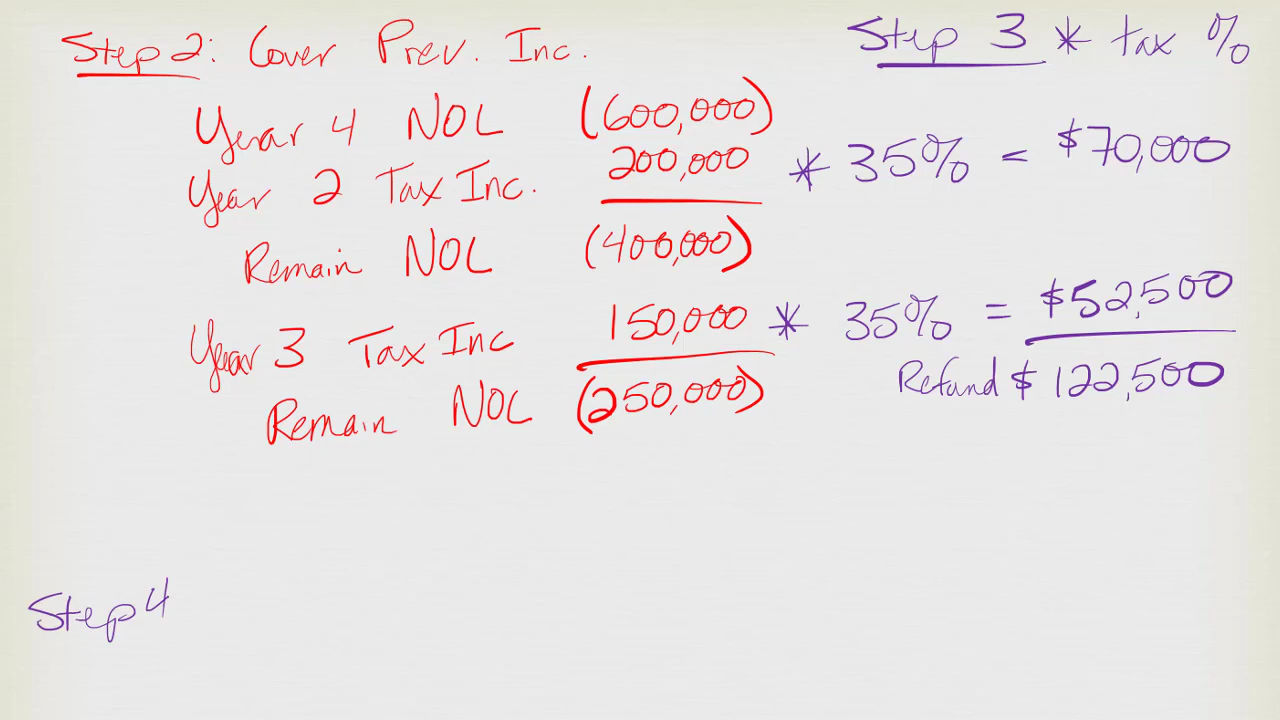 Step 2: Cover Prev. Inc.
Step 3 * tax %
Year 4 NOL (600,000)
Year 2 Tax Inc. 200,000 * 35% = $70,000
Remain NOL (400,000)
Year 3 Tax Inc 150,000 * 35% = $52,500
Remain NOL (250,000)
Refund $ 122,500
Step 4